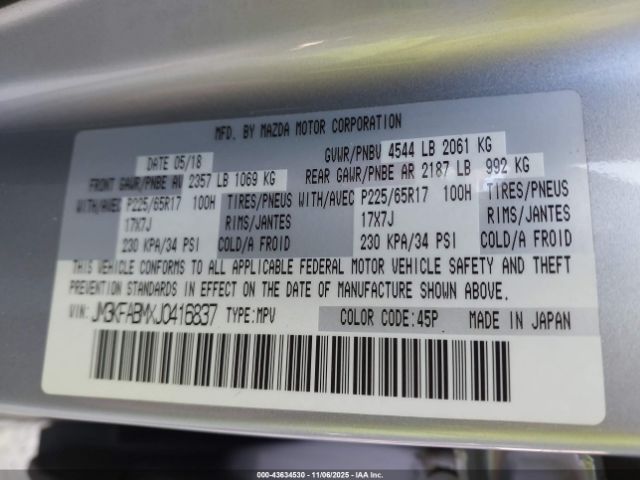 MFD. BY MAZDA MOTOR CORPORATION
DATE 05/18 GVWR/PNBV 4544 LB 2061 KG
FRONT GAWR/PNBE AV 2357 LB 1069 KG REAR GAWR/PNBE AR 2187 LB 992 KG
WITH/AVEC P225/65R17 100H TIRES/PNEUS WITH/AVEC P225/65R17 100H TIRES/PNEUS
17X7J RIMS/JANTES 17X7J RIMS/JANTES
230 KPA/34 PSI COLD/A FROID 230 KPA/34 PSI COLD/A FROID
THIS VEHICLE CONFORMS TO ALL APPLICABLE FEDERAL MOTOR VEHICLE SAFETY AND THEFT
PREVENTION STANDARDS IN EFFECT ON THE DATE OF MANUFACTURE SHOWN ABOVE.
VIN: JM3KFABMXJ0416837 TYPE:MPV COLOR CODE:45P MADE IN JAPAN
000-43634530 - 11/06/2025 - IAA Inc.